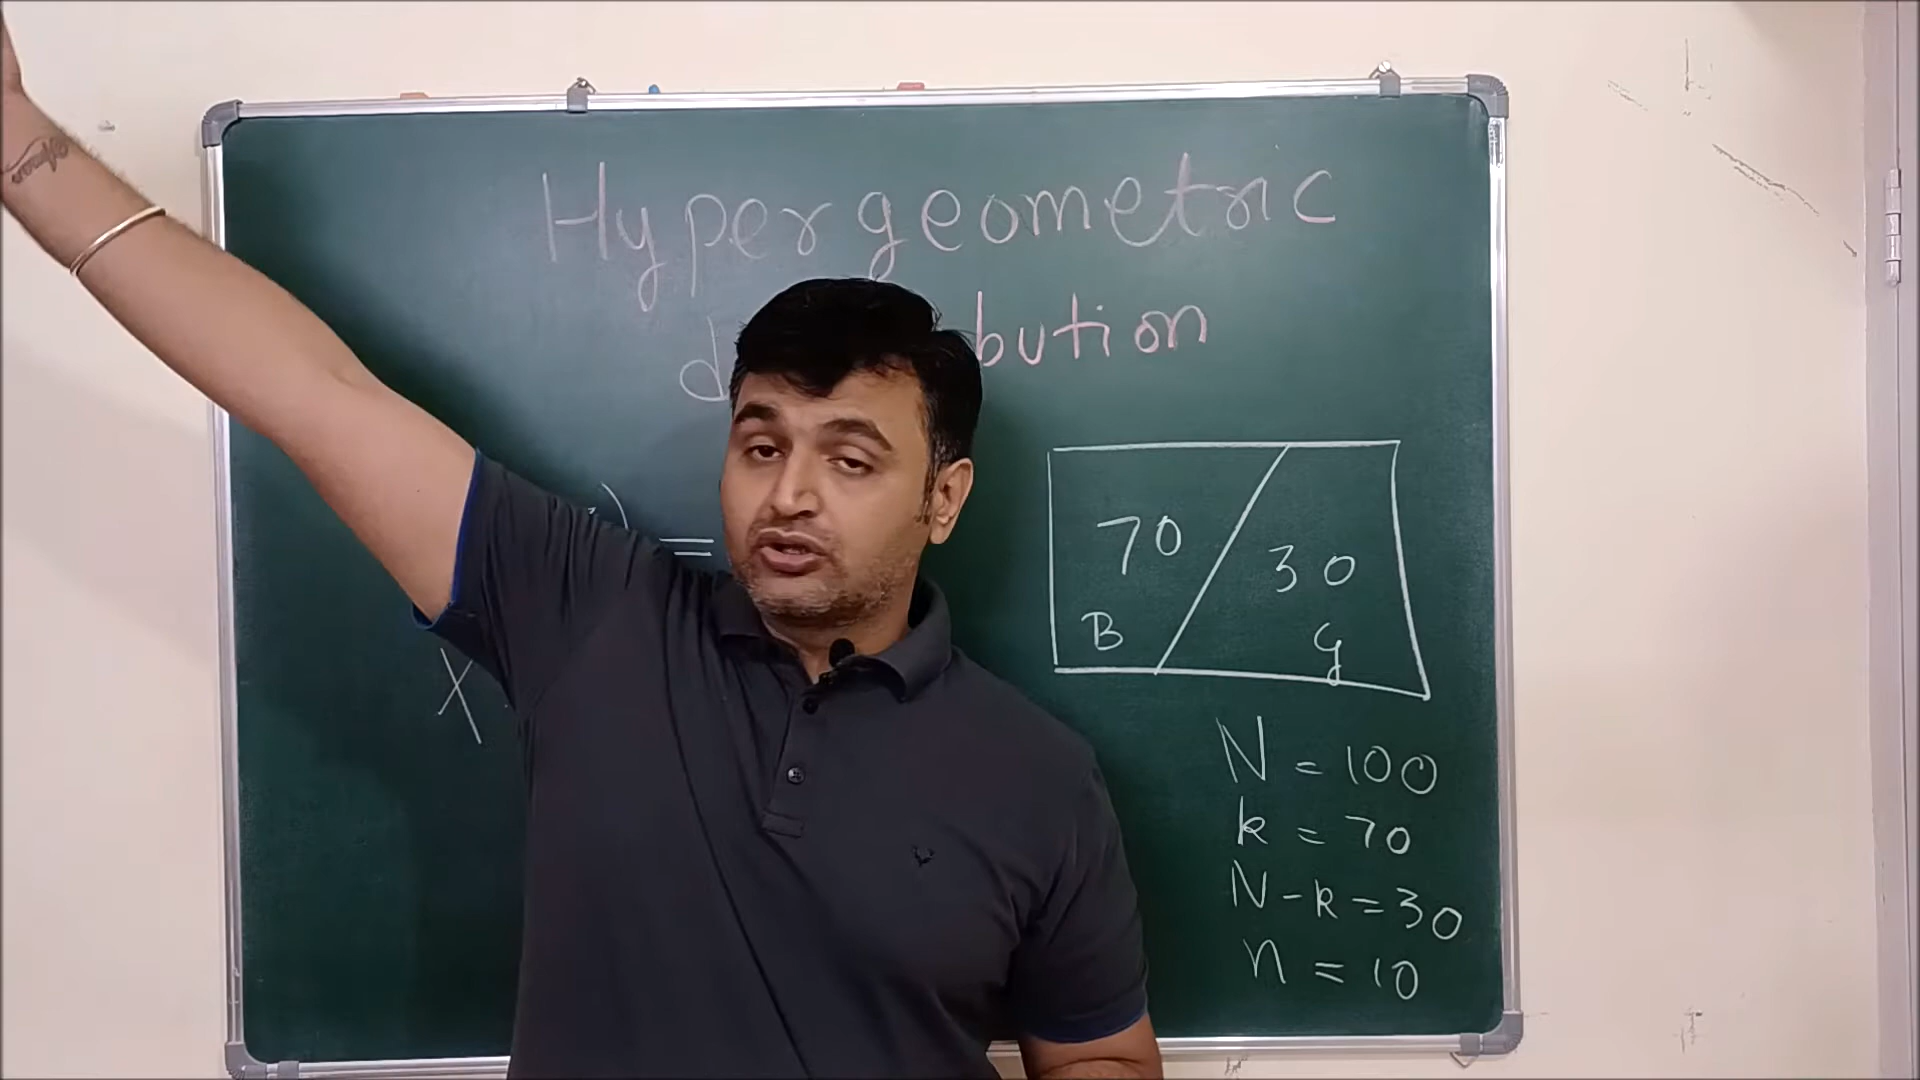 Hypergeometric
bution
=
70
30
B
G
X
N = 100
k = 70
N - k = 30
n = 10